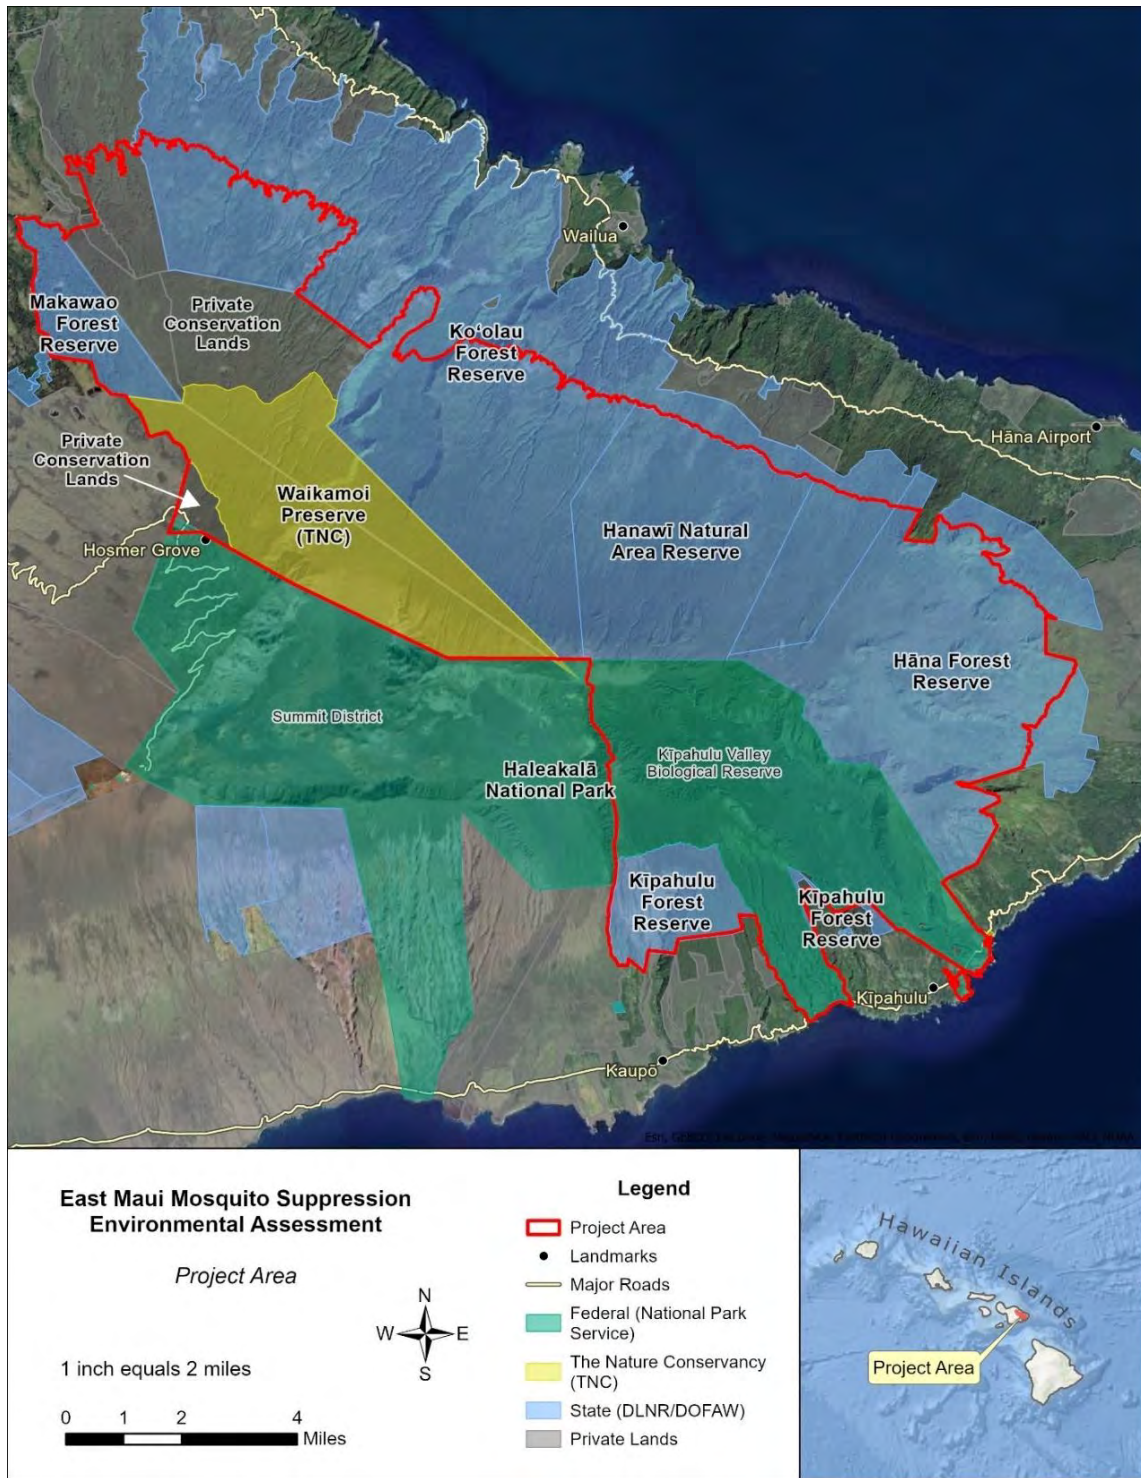 Wailua
Makawao
Forest
Reserve
Private
Conservation
Lands
Koʻolau
Forest
Reserve
Hāna Airport
Private
Conservation
Lands
Waikamoi
Preserve
(TNC)
Hanawī Natural
Area Reserve
Hosmer Grove
Hāna Forest
Reserve
Summit District
Kīpahulu Valley
Biological Reserve
Haleakalā
National Park
Kīpahulu
Forest
Reserve
Kīpahulu
Forest
Reserve
Kīpahulu
Kaupō
East Maui Mosquito Suppression
Environmental Assessment
Project Area
N
W
E
S
1 inch equals 2 miles
0 1 2 4
Miles
Legend
Project Area
Landmarks
Major Roads
Federal (National Park
Service)
The Nature Conservancy
(TNC)
State (DLNR/DOFAW)
Private Lands
Hawaiian Islands
Project Area